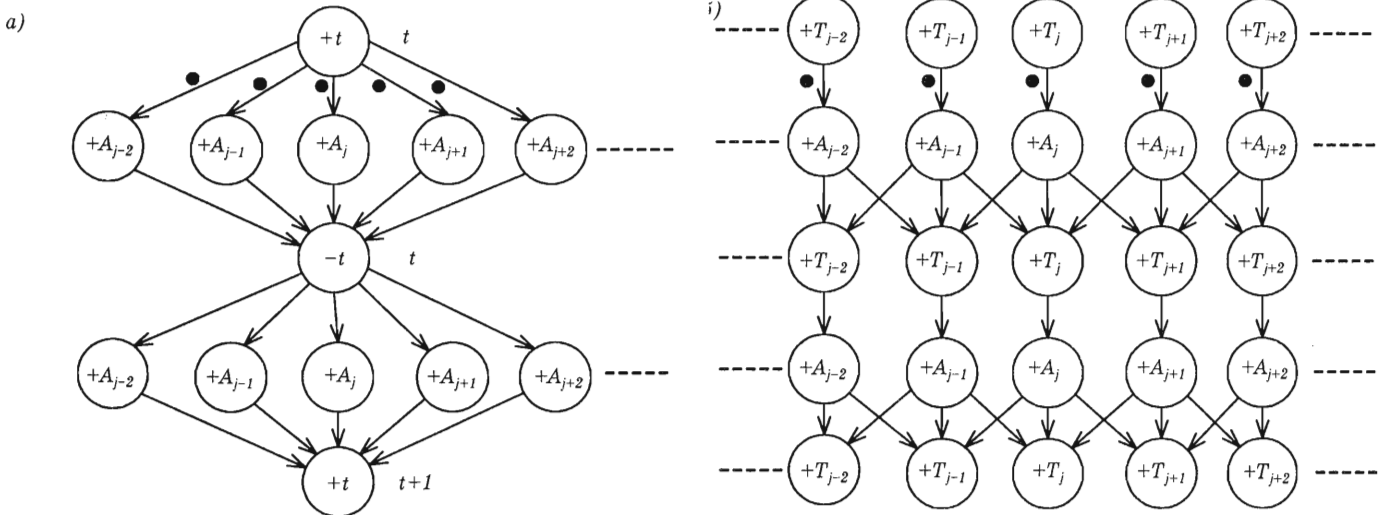 а)
+t t
+A_{j-2} +A_{j-1} +A_j +A_{j+1} +A_{j+2}
−t t
+A_{j-2} +A_{j-1} +A_j +A_{j+1} +A_{j+2}
+t t+1
+T_{j-2} +T_{j-1} +T_j +T_{j+1} +T_{j+2}
+A_{j-2} +A_{j-1} +A_j +A_{j+1} +A_{j+2}
+T_{j-2} +T_{j-1} +T_j +T_{j+1} +T_{j+2}
+A_{j-2} +A_{j-1} +A_j +A_{j+1} +A_{j+2}
+T_{j-2} +T_{j-1} +T_j +T_{j+1} +T_{j+2}